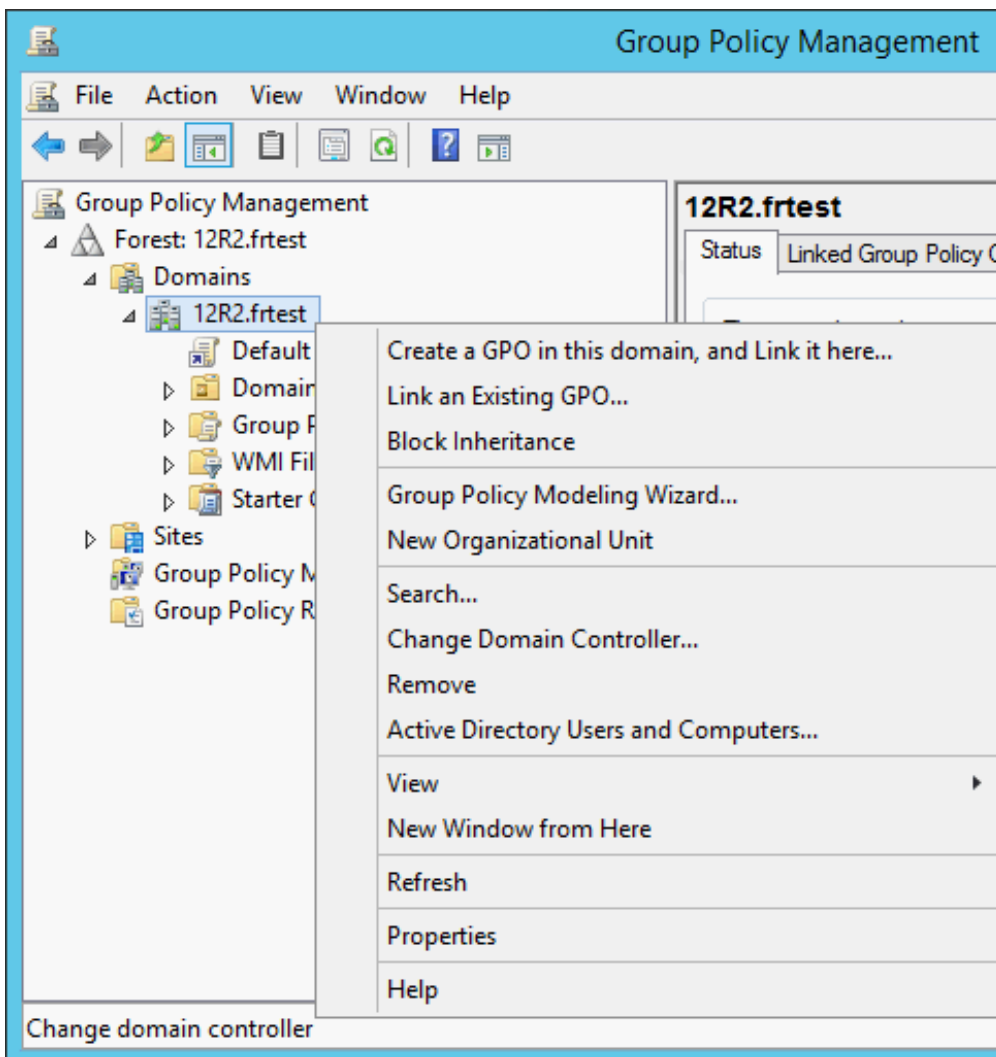 Group Policy Management
File Action View Window Help
Group Policy Management
Forest: 12R2.frtest
Domains
12R2.frtest
Default
Domain
Group P
WMI Fil
Starter
Sites
Group Policy M
Group Policy R
12R2.frtest
Status Linked Group Policy
Create a GPO in this domain, and Link it here...
Link an Existing GPO...
Block Inheritance
Group Policy Modeling Wizard...
New Organizational Unit
Search...
Change Domain Controller...
Remove
Active Directory Users and Computers...
View
New Window from Here
Refresh
Properties
Help
Change domain controller